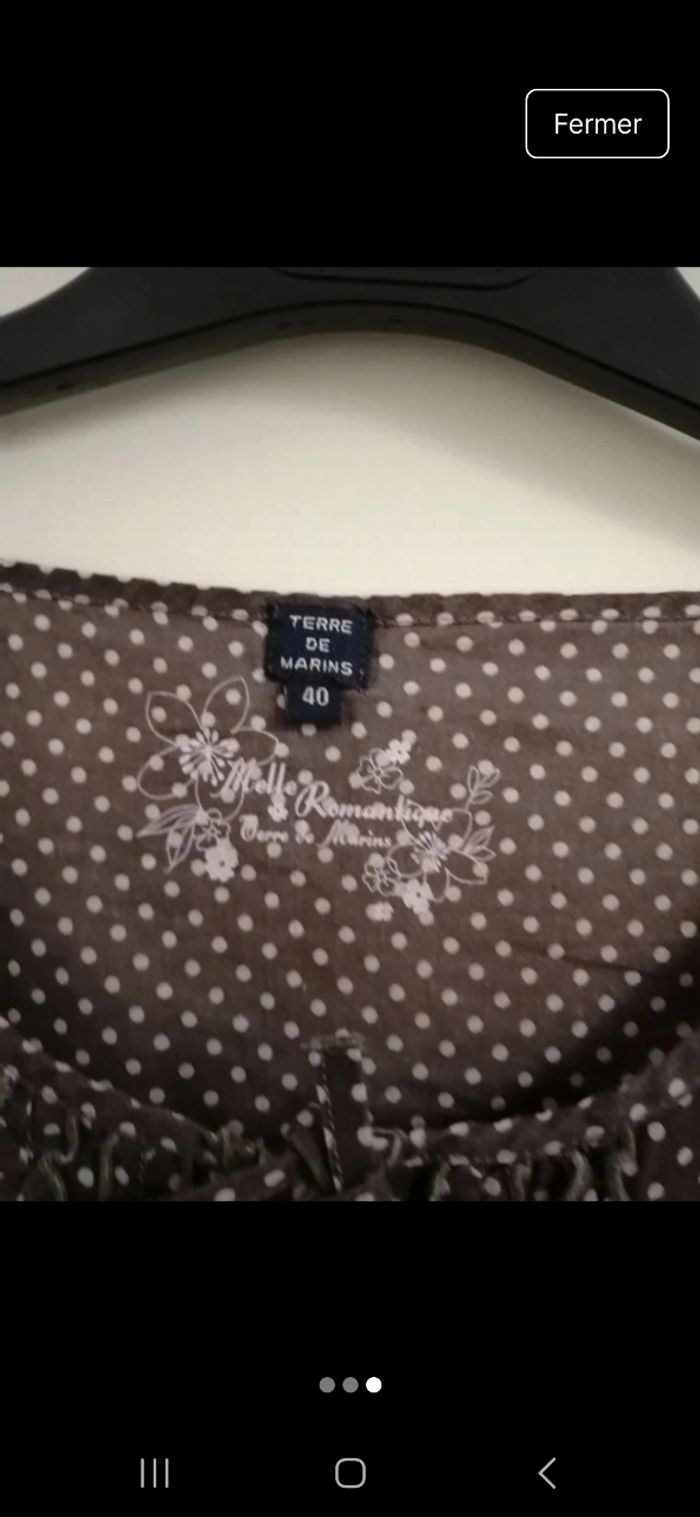 Fermer
TERRE
DE
MARINS
40
Melle Romantique
Terre de Marins